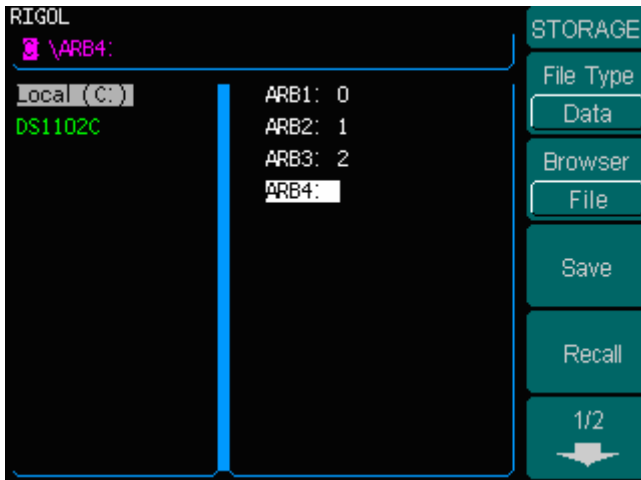 RIGOL
C \ARB4:
Local (C:)
DS1102C
ARB1: 0
ARB2: 1
ARB3: 2
ARB4:
STORAGE
File Type
Data
Browser
File
Save
Recall
1/2